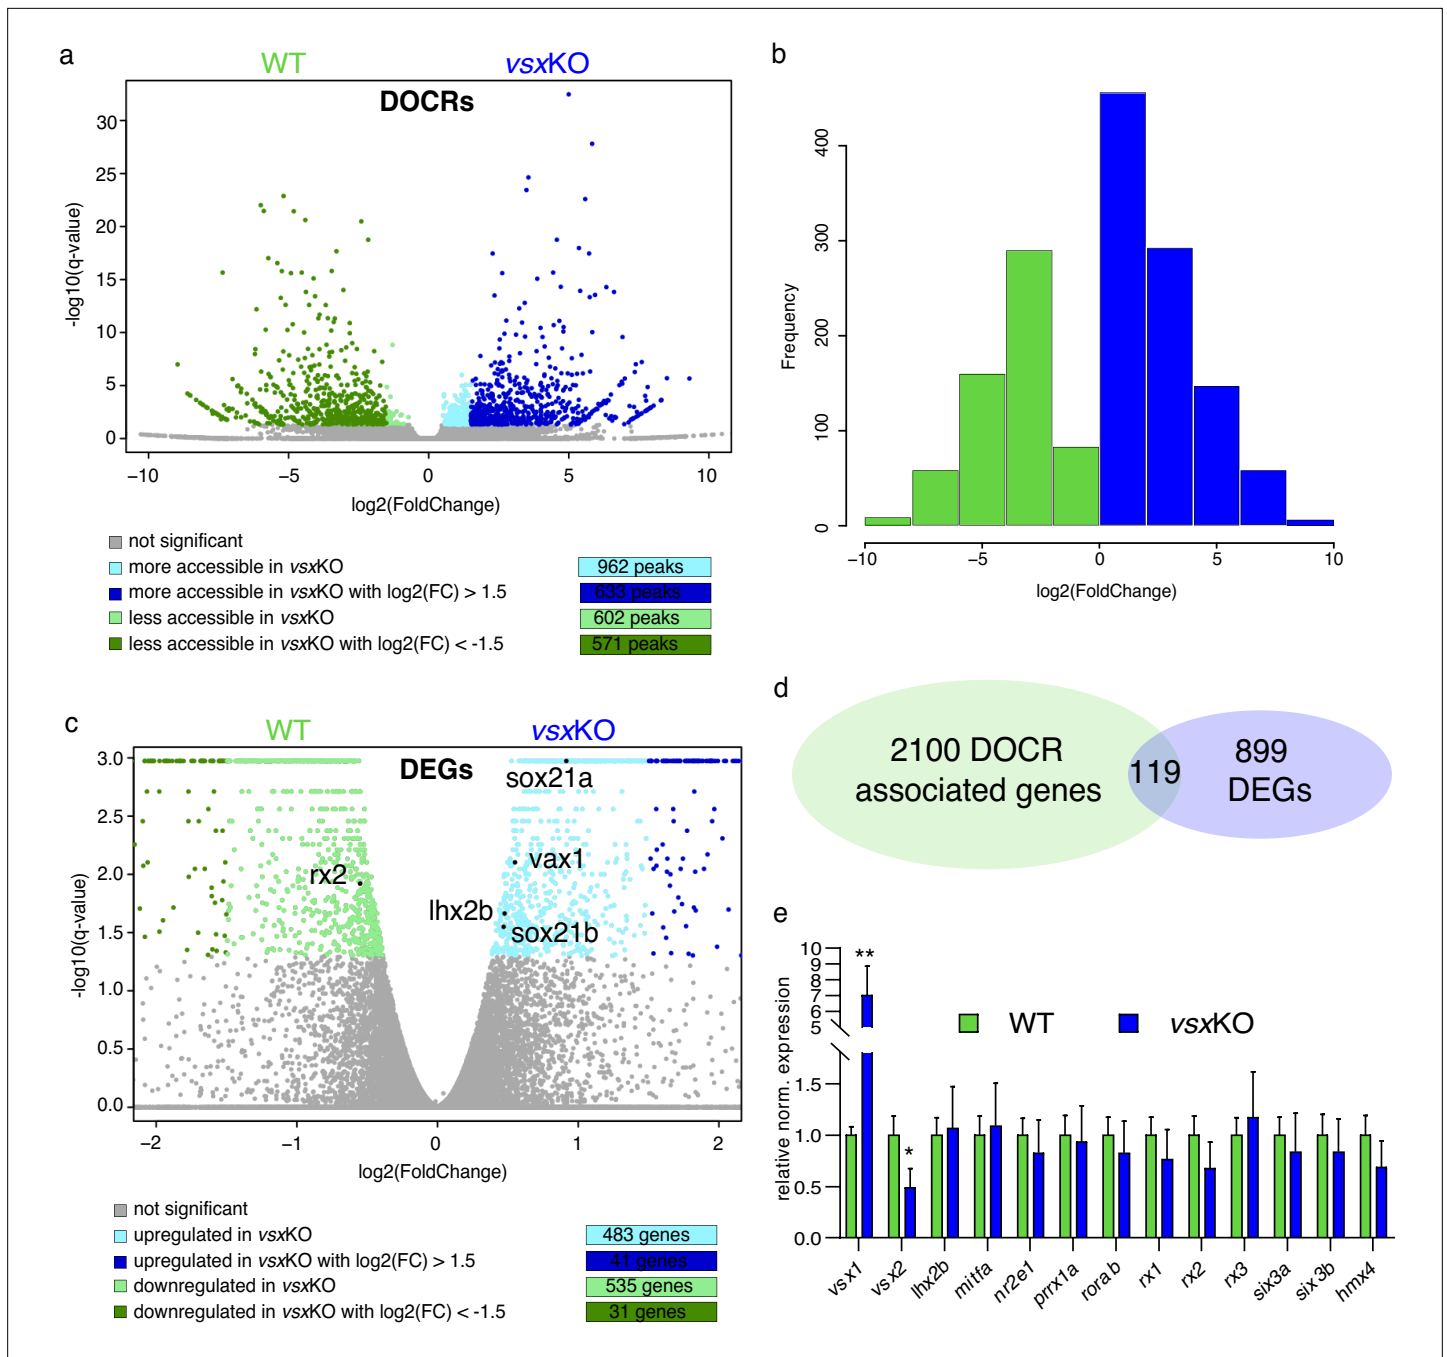 a
WT
vsxKO
DOCRs
-log10(q-value)
30
25
20
15
10
5
0
−10
−5
0
5
10
log2(FoldChange)
not significant
more accessible in vsxKO
962 peaks
more accessible in vsxKO with log2(FC) > 1.5
633 peaks
less accessible in vsxKO
602 peaks
less accessible in vsxKO with log2(FC) < -1.5
571 peaks
b
Frequency
400
300
200
100
0
−10
−5
0
5
10
log2(FoldChange)
c
WT
vsxKO
DEGs
-log10(q-value)
3.0
2.5
2.0
1.5
1.0
0.5
0.0
sox21a
vax1
rx2
lhx2b
sox21b
−2
−1
0
1
2
log2(FoldChange)
not significant
upregulated in vsxKO
483 genes
upregulated in vsxKO with log2(FC) > 1.5
41 genes
downregulated in vsxKO
535 genes
downregulated in vsxKO with log2(FC) < -1.5
31 genes
d
2100 DOCR
associated genes
119
899
DEGs
e
relative norm. expression
10
9
8
7
6
5
1.5
1.0
0.5
0.0
**
*
WT
vsxKO
vsx1
vsx2
lhx2b
mitfa
nr2e1
prrx1a
rora b
rx1
rx2
rx3
six3a
six3b
hmx4